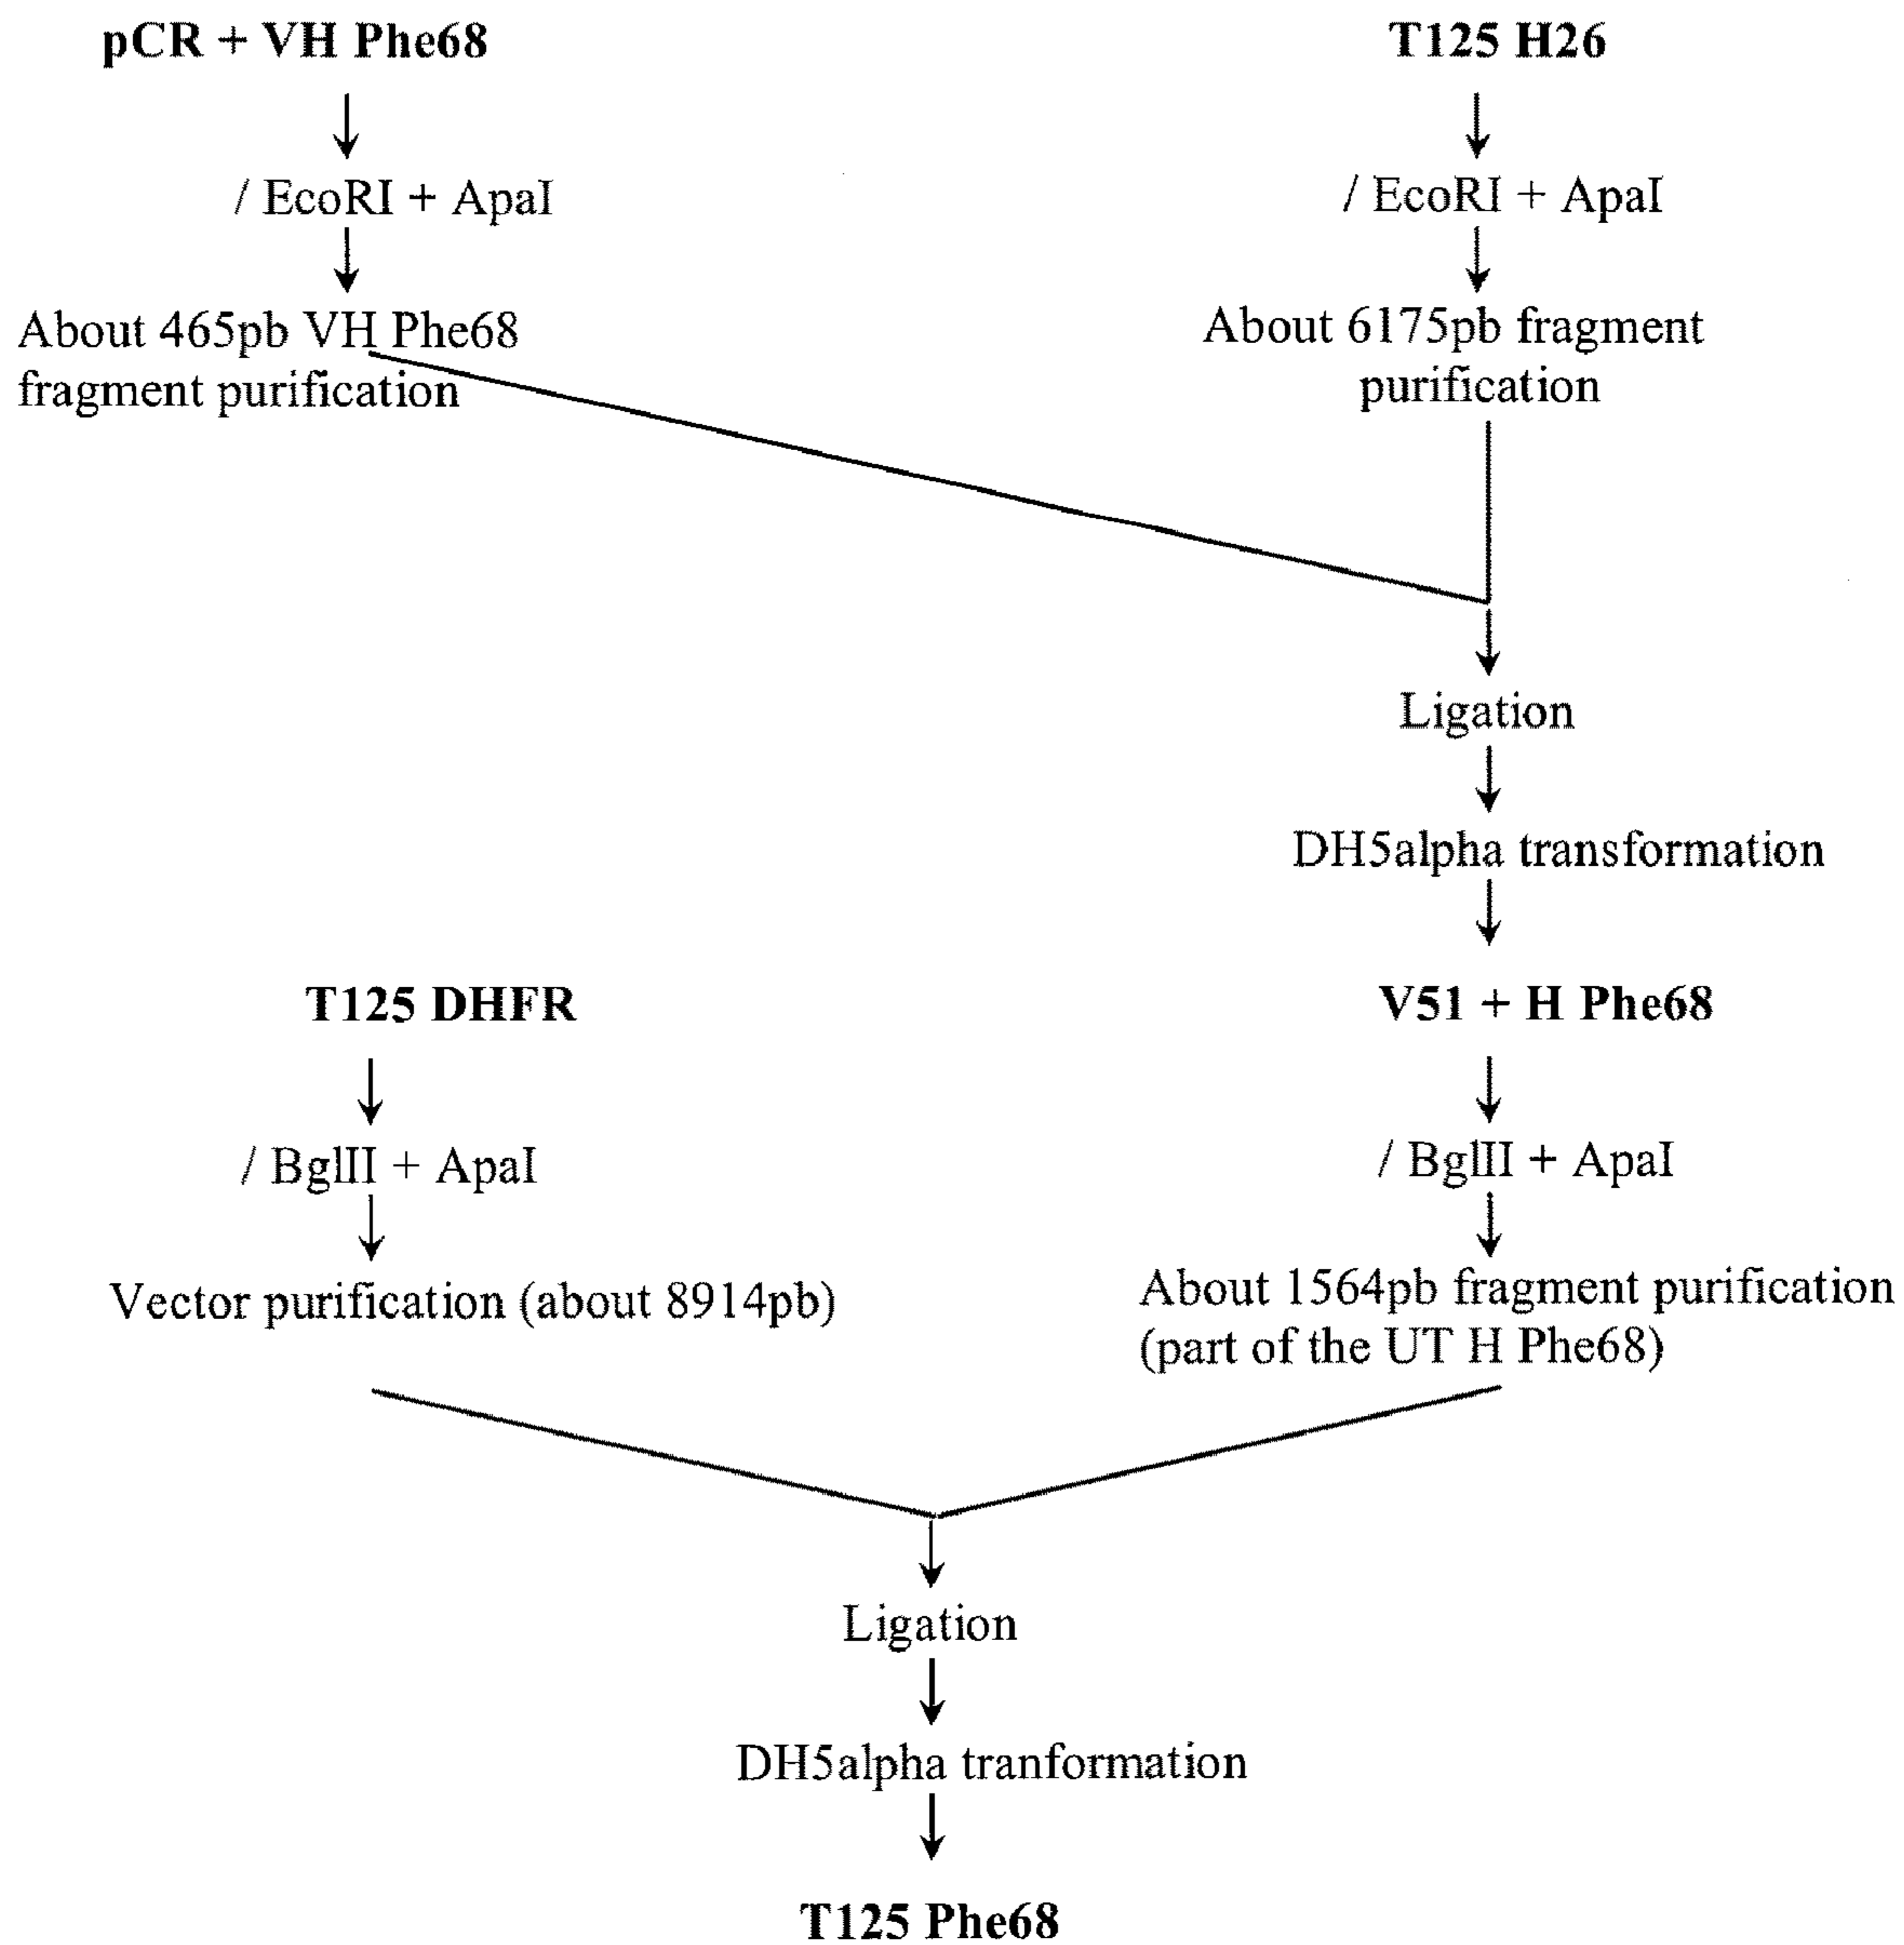 pCR + VH Phe68
T125 H26
/ EcoRI + ApaI
/ EcoRI + ApaI
About 465pb VH Phe68
fragment purification
About 6175pb fragment
purification
Ligation
DH5alpha transformation
T125 DHFR
V51 + H Phe68
/ BglII + ApaI
/ BglII + ApaI
Vector purification (about 8914pb)
About 1564pb fragment purification
(part of the UT H Phe68)
Ligation
DH5alpha tranformation
T125 Phe68